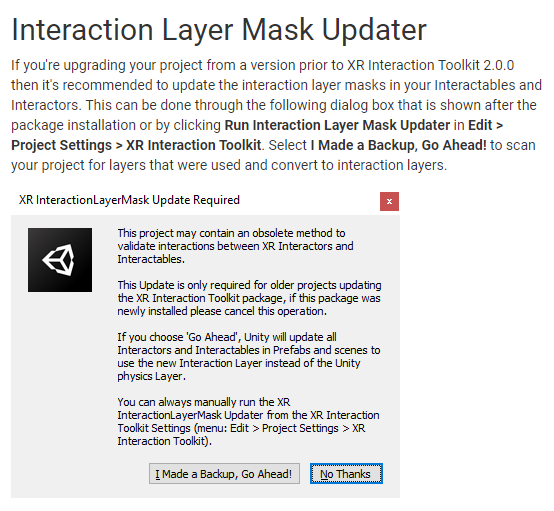 Interaction Layer Mask Updater
If you're upgrading your project from a version prior to XR Interaction Toolkit 2.0.0
then it's recommended to update the interaction layer masks in your Interactables and
Interactors. This can be done through the following dialog box that is shown after the
package installation or by clicking Run Interaction Layer Mask Updater in Edit >
Project Settings > XR Interaction Toolkit. Select I Made a Backup, Go Ahead! to scan
your project for layers that were used and convert to interaction layers.
XR InteractionLayerMask Update Required
x
This project may contain an obsolete method to
validate interactions between XR Interactors and
Interactables.
This Update is only required for older projects updating
the XR Interaction Toolkit package, if this package was
newly installed please cancel this operation.
If you choose 'Go Ahead', Unity will update all
Interactors and Interactables in Prefabs and scenes to
use the new Interaction Layer instead of the Unity
physics Layer.
You can always manually run the XR
InteractionLayerMask Updater from the XR Interaction
Toolkit Settings (menu: Edit > Project Settings > XR
Interaction Toolkit).
I Made a Backup, Go Ahead!
No Thanks